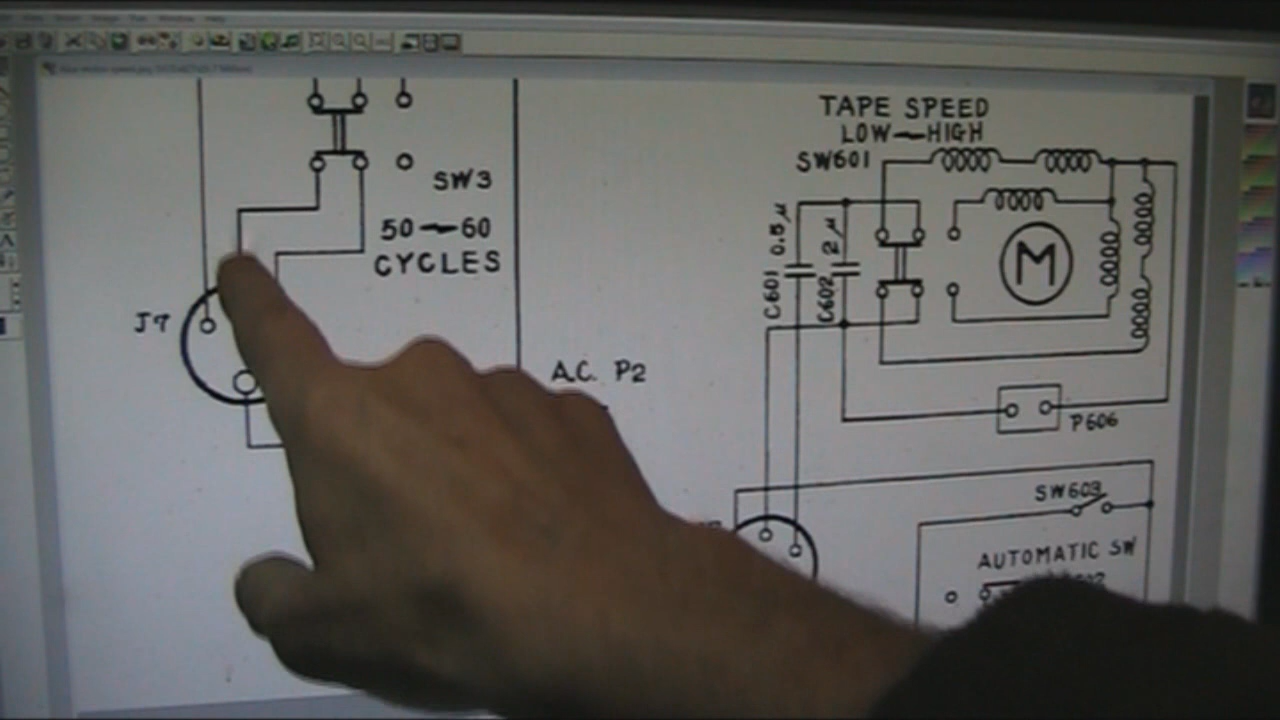 TAPE SPEED
LOW—HIGH
SW601
SW3
50—60
CYCLES
0.5μ
2μ
C601
C602
M
J7
A.C. P2
P606
SW603
AUTOMATIC SW